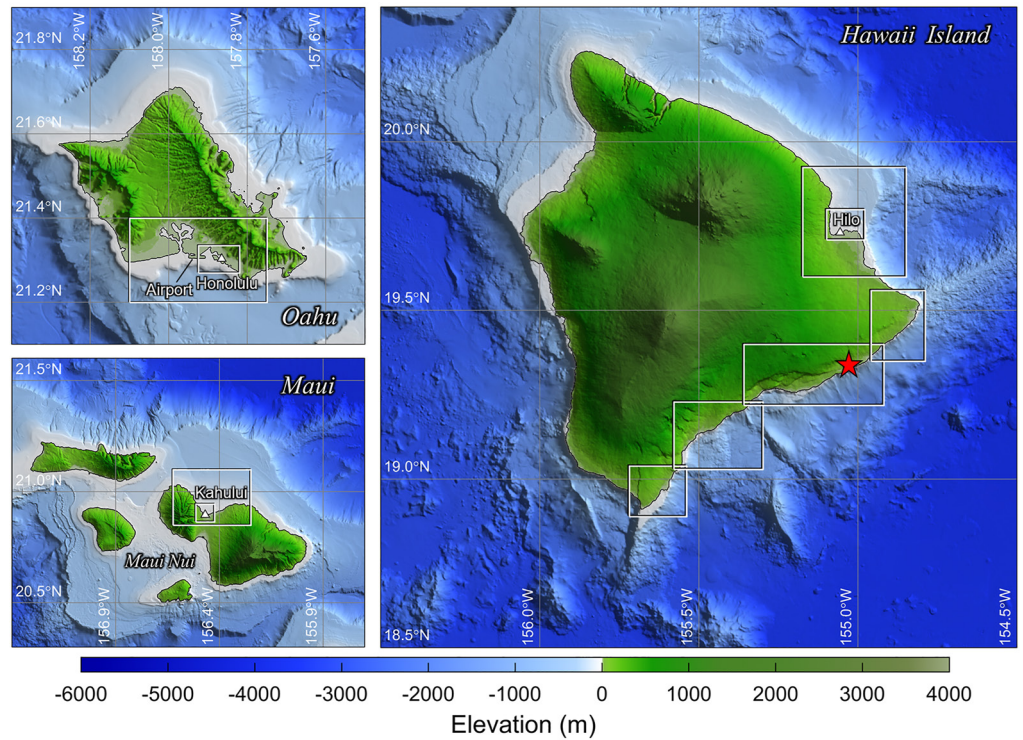 158.2°W
158.0°W
157.8°W
157.6°W
21.8°N
21.6°N
21.4°N
21.2°N
Airport
Honolulu
Oahu
Maui
21.5°N
21.0°N
20.5°N
Kahului
Maui Nui
156.9°W
156.4°W
155.9°W
Hawaii Island
20.0°N
19.5°N
19.0°N
18.5°N
Hilo
156.0°W
155.5°W
155.0°W
154.5°W
-6000 -5000 -4000 -3000 -2000 -1000 0 1000 2000 3000 4000
Elevation (m)